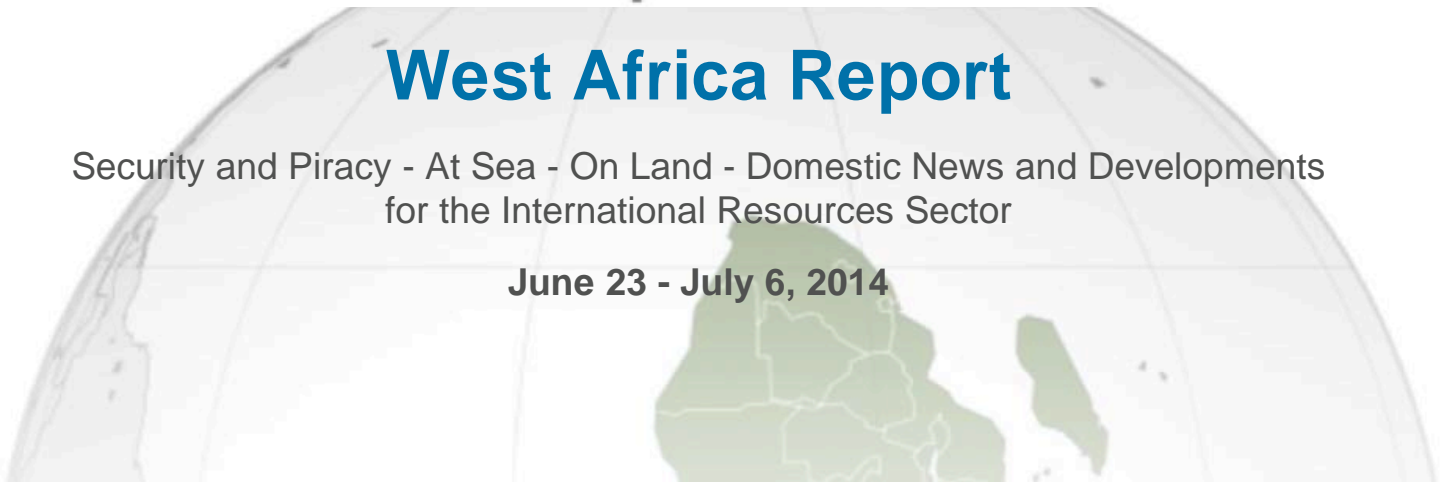 West Africa Report
Security and Piracy - At Sea - On Land - Domestic News and Developments
for the International Resources Sector
June 23 - July 6, 2014